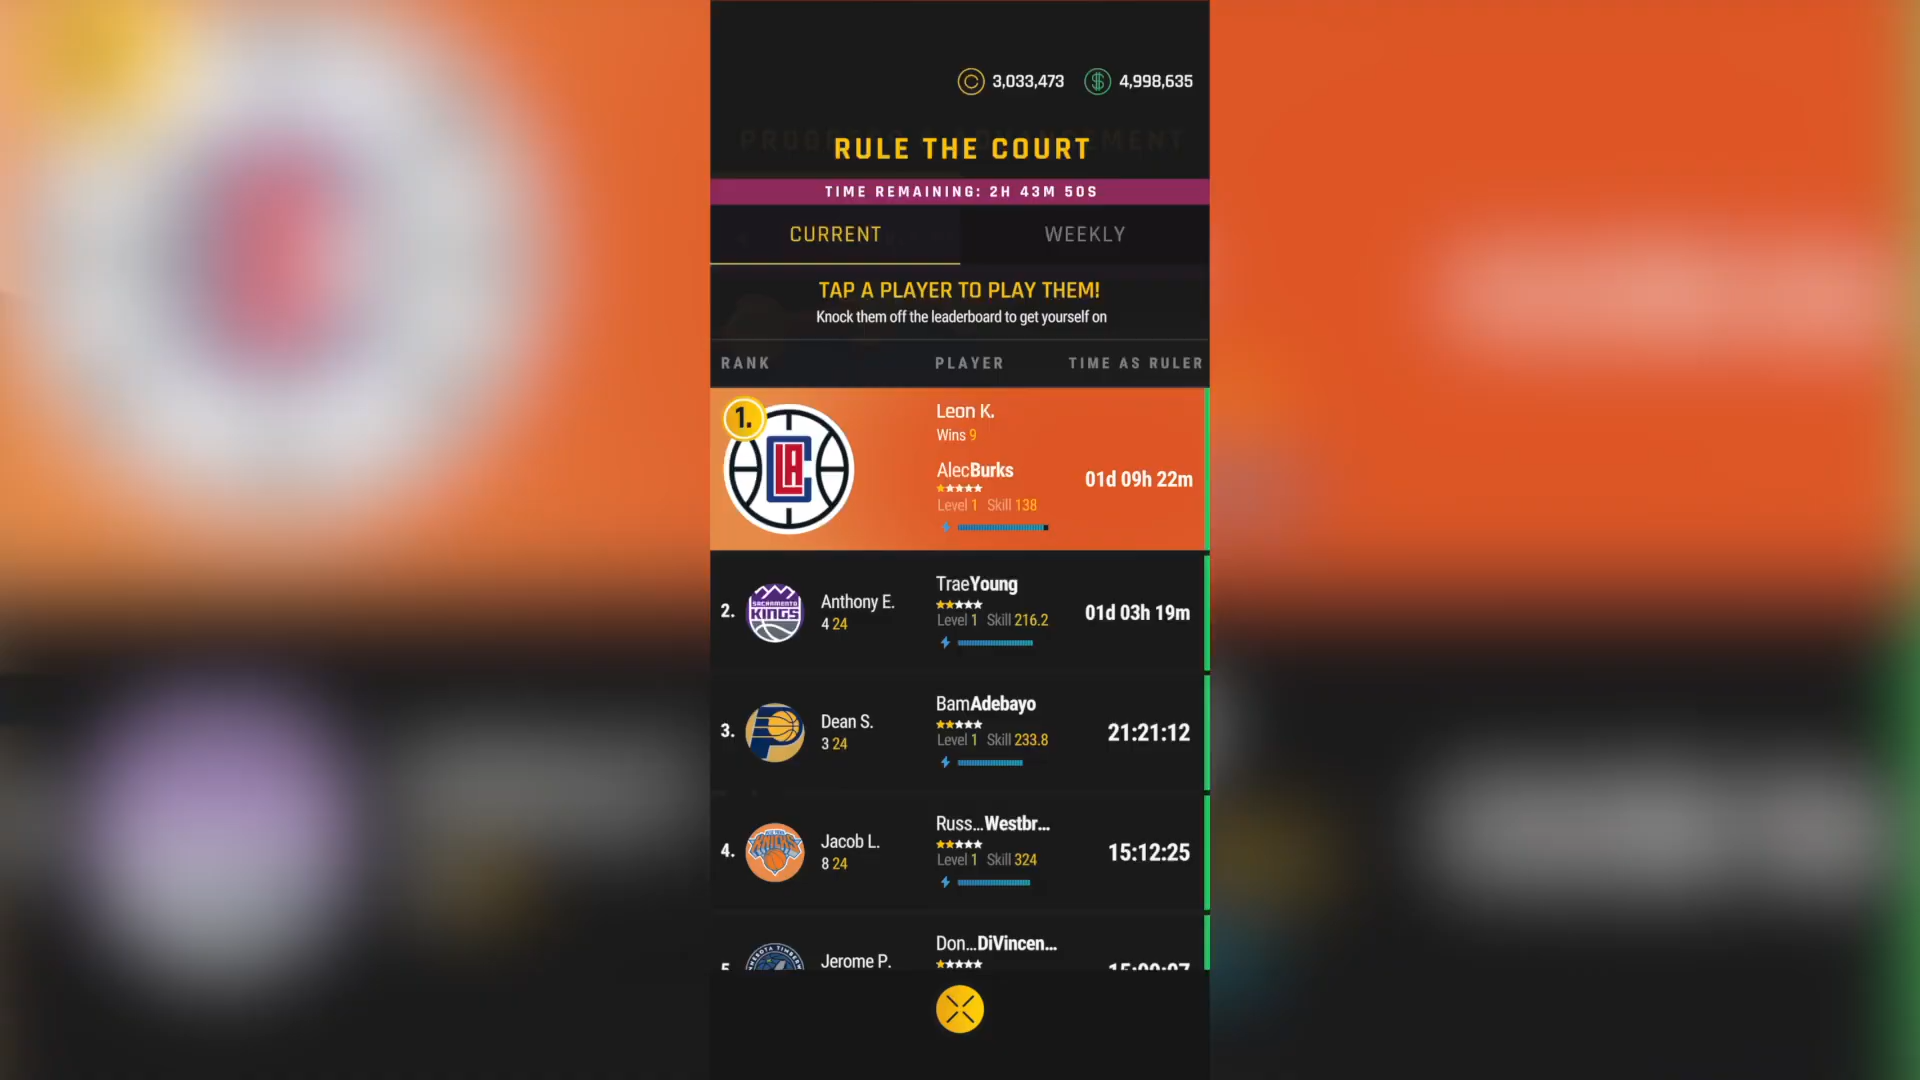 3,033,473 4,998,635
RULE THE COURT
TIME REMAINING: 2H 43M 50S
CURRENT WEEKLY
TAP A PLAYER TO PLAY THEM!
Knock them off the leaderboard to get yourself on
RANK PLAYER TIME AS RULER
1. Leon K.
Wins 9
LAC
AlecBurks
01d 09h 22m
Level 1 Skill 138
TraeYoung
2. SACRAMENTO KINGS Anthony E. 01d 03h 19m
4 24 Level 1 Skill 216.2
BamAdebayo
3. Dean S. 21:21:12
3 24 Level 1 Skill 233.8
Russ...Westbr...
4. KNICKS Jacob L. 15:12:25
8 24 Level 1 Skill 324
Don...DiVincen...
Jerome P.